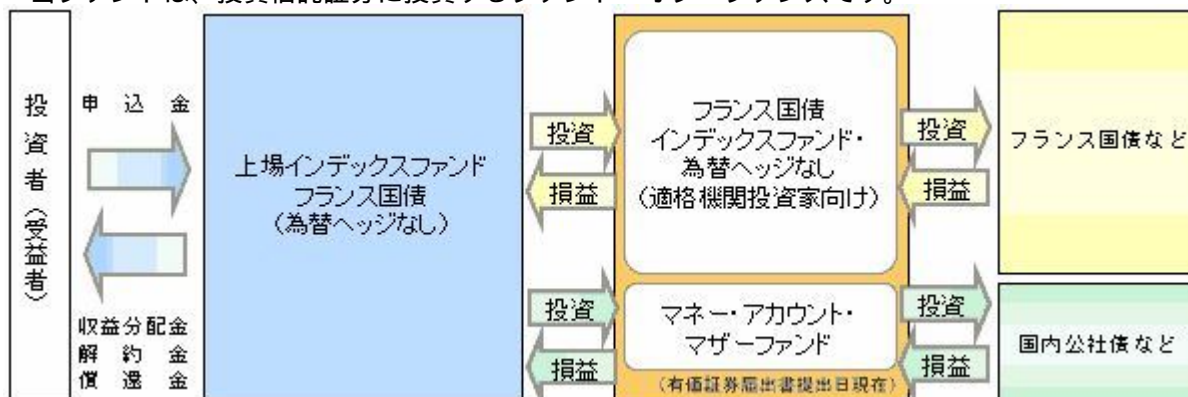 当ファンドは、投資信託証券に投資するファンド・オブ・ファンズです。
投資者(受益者)
申込金
収益分配金
解約金
償還金
上場インデックスファンド
フランス国債
(為替ヘッジなし)
投資
損益
投資
損益
フランス国債
インデックスファンド・
為替ヘッジなし
(適格機関投資家向け)
マネー・アカウント・
マザーファンド
(有価証券届出書提出日現在)
投資
損益
投資
損益
フランス国債など
国内公社債など